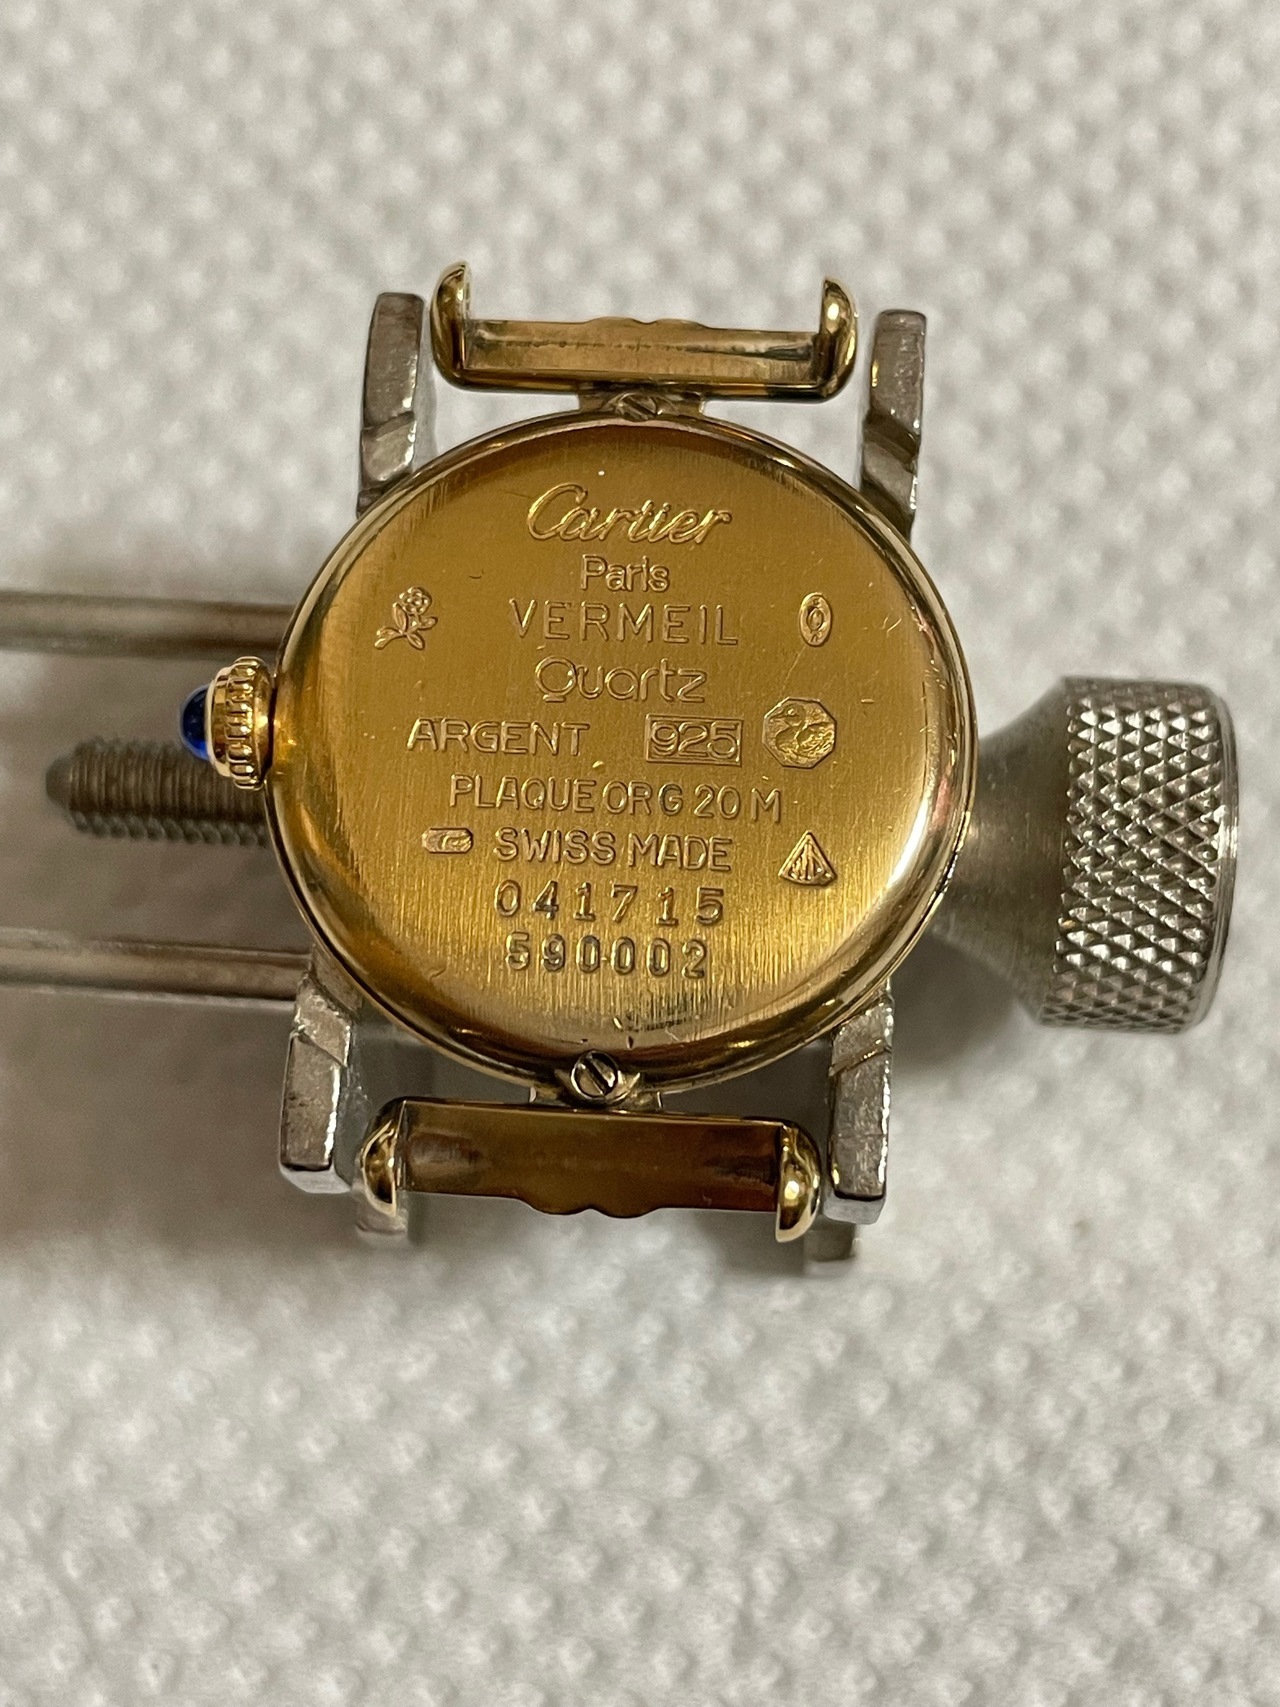 Cartier
Paris
VERMEIL
Quartz
ARGENT 925
PLAQUE OR G 20 M
SWISS MADE
041715
590002